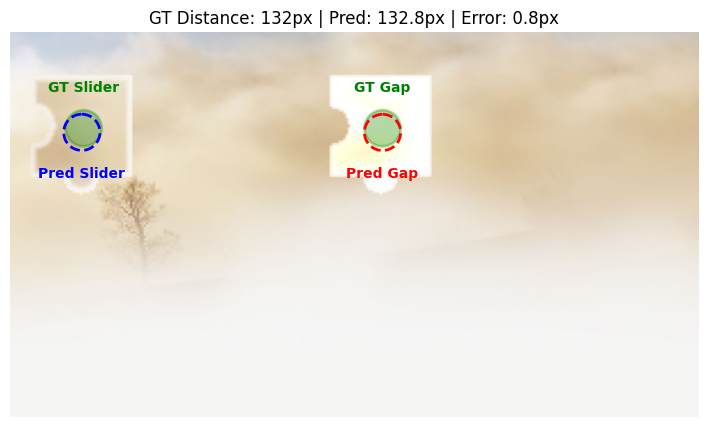 GT Distance: 132px | Pred: 132.8px | Error: 0.8px
GT Slider
GT Gap
Pred Slider
Pred Gap